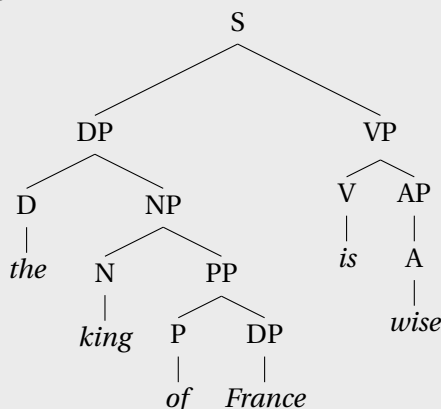 S
DP VP
D NP V AP
the N PP is A
king P DP wise
of France